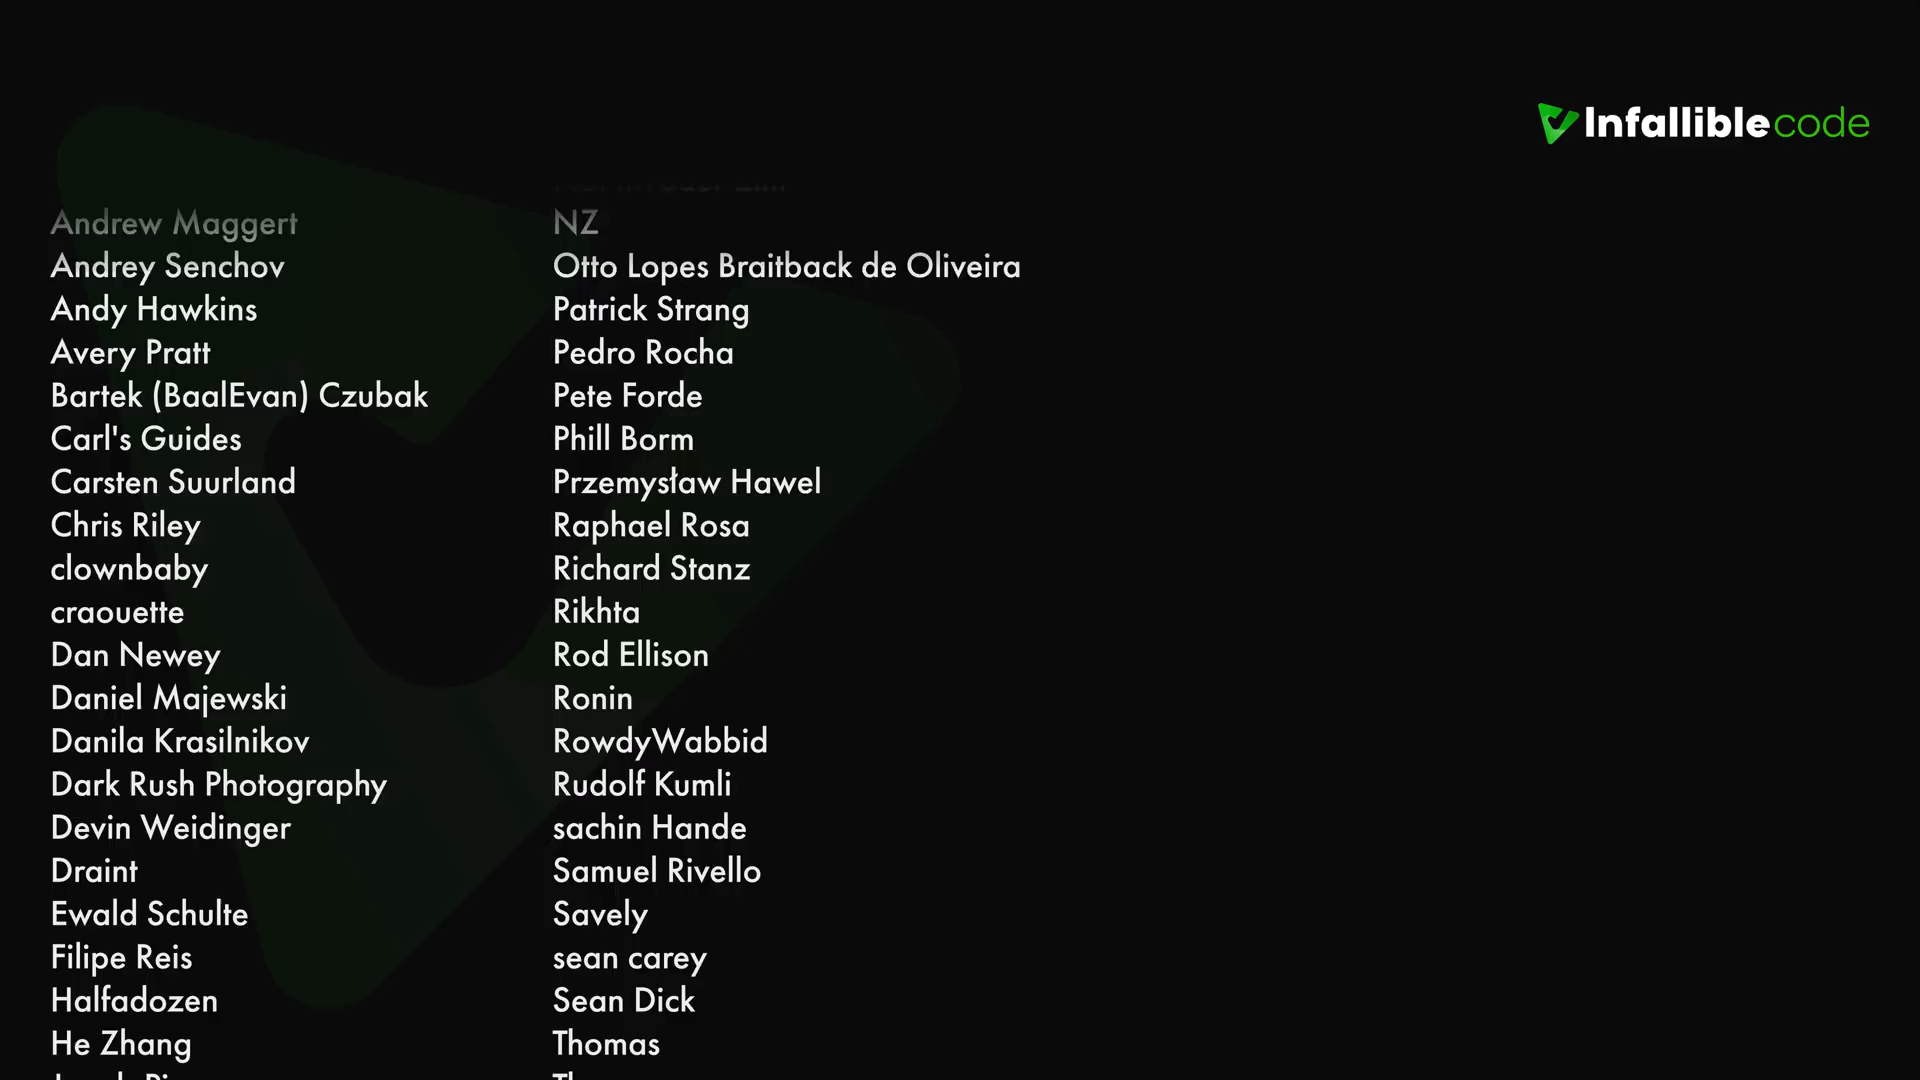 Infalliblecode
Andrew Maggert
Andrey Senchov
Andy Hawkins
Avery Pratt
Bartek (BaalEvan) Czubak
Carl's Guides
Carsten Suurland
Chris Riley
clownbaby
craouette
Dan Newey
Daniel Majewski
Danila Krasilnikov
Dark Rush Photography
Devin Weidinger
Draint
Ewald Schulte
Filipe Reis
Halfadozen
He Zhang
NZ
Otto Lopes Braitback de Oliveira
Patrick Strang
Pedro Rocha
Pete Forde
Phill Borm
Przemysław Hawel
Raphael Rosa
Richard Stanz
Rikhta
Rod Ellison
Ronin
RowdyWabbid
Rudolf Kumli
sachin Hande
Samuel Rivello
Savely
sean carey
Sean Dick
Thomas